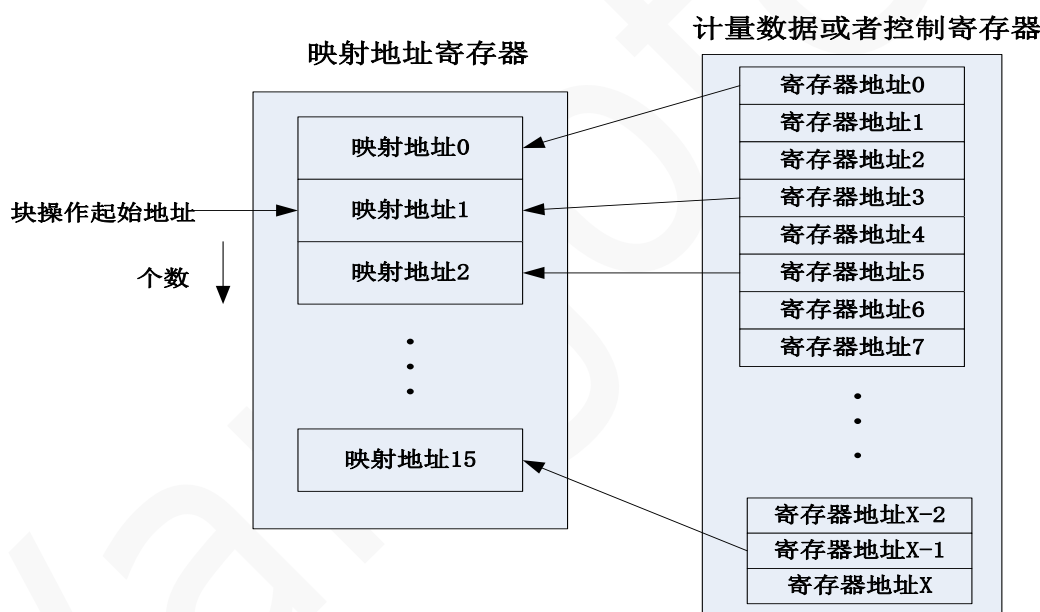 计量数据或者控制寄存器
映射地址寄存器
块操作起始地址
个数
映射地址0
映射地址1
映射地址2
映射地址15
寄存器地址0
寄存器地址1
寄存器地址2
寄存器地址3
寄存器地址4
寄存器地址5
寄存器地址6
寄存器地址7
寄存器地址X-2
寄存器地址X-1
寄存器地址X